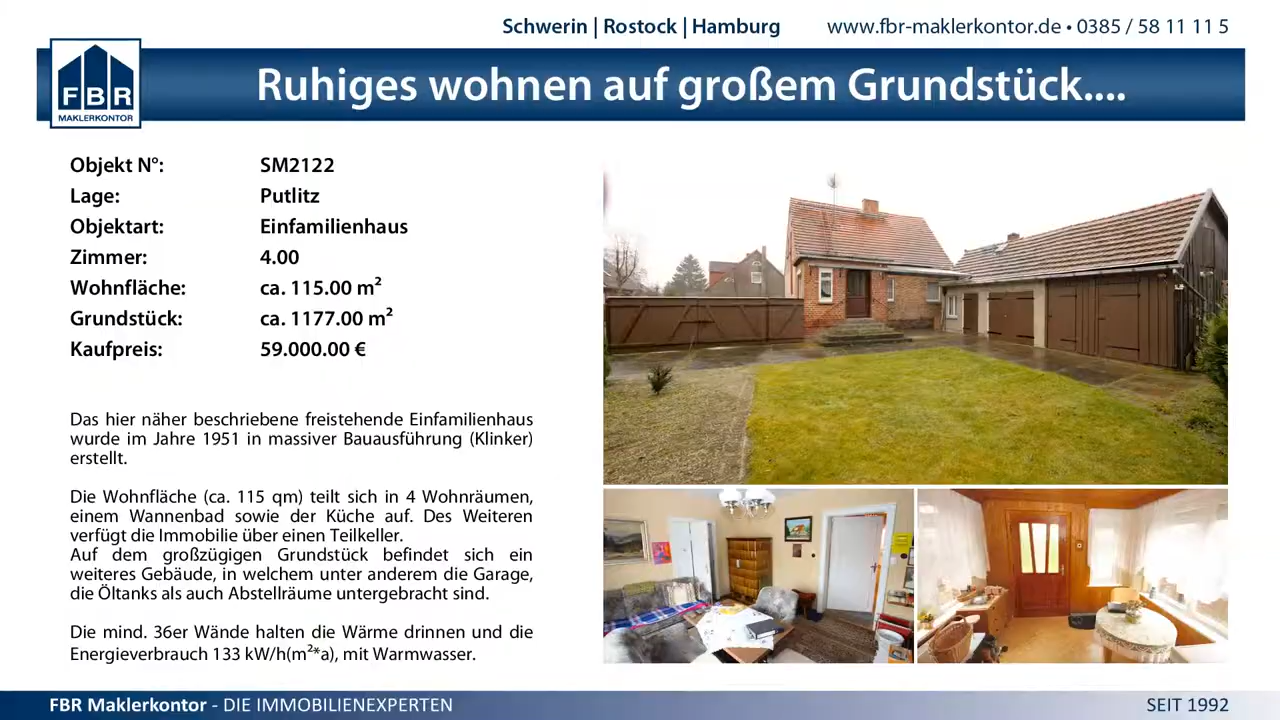 Schwerin | Rostock | Hamburg
www.fbr-maklerkontor.de • 0385 / 58 11 11 5
FBR
MAKLERKONTOR
Ruhiges wohnen auf großem Grundstück....
Objekt N°: SM2122
Lage: Putlitz
Objektart: Einfamilienhaus
Zimmer: 4.00
Wohnfläche: ca. 115.00 m²
Grundstück: ca. 1177.00 m²
Kaufpreis: 59.000.00 €
Das hier näher beschriebene freistehende Einfamilienhaus
wurde im Jahre 1951 in massiver Bauausführung (Klinker)
erstellt.
Die Wohnfläche (ca. 115 qm) teilt sich in 4 Wohnräumen,
einem Wannenbad sowie der Küche auf. Des Weiteren
verfügt die Immobilie über einen Teilkeller.
Auf dem großzügigen Grundstück befindet sich ein
weiteres Gebäude, in welchem unter anderem die Garage,
die Öltanks als auch Abstellräume untergebracht sind.
Die mind. 36er Wände halten die Wärme drinnen und die
Energieverbrauch 133 kW/h(m²*a), mit Warmwasser.
FBR Maklerkontor - DIE IMMOBILIENEXPERTEN
SEIT 1992